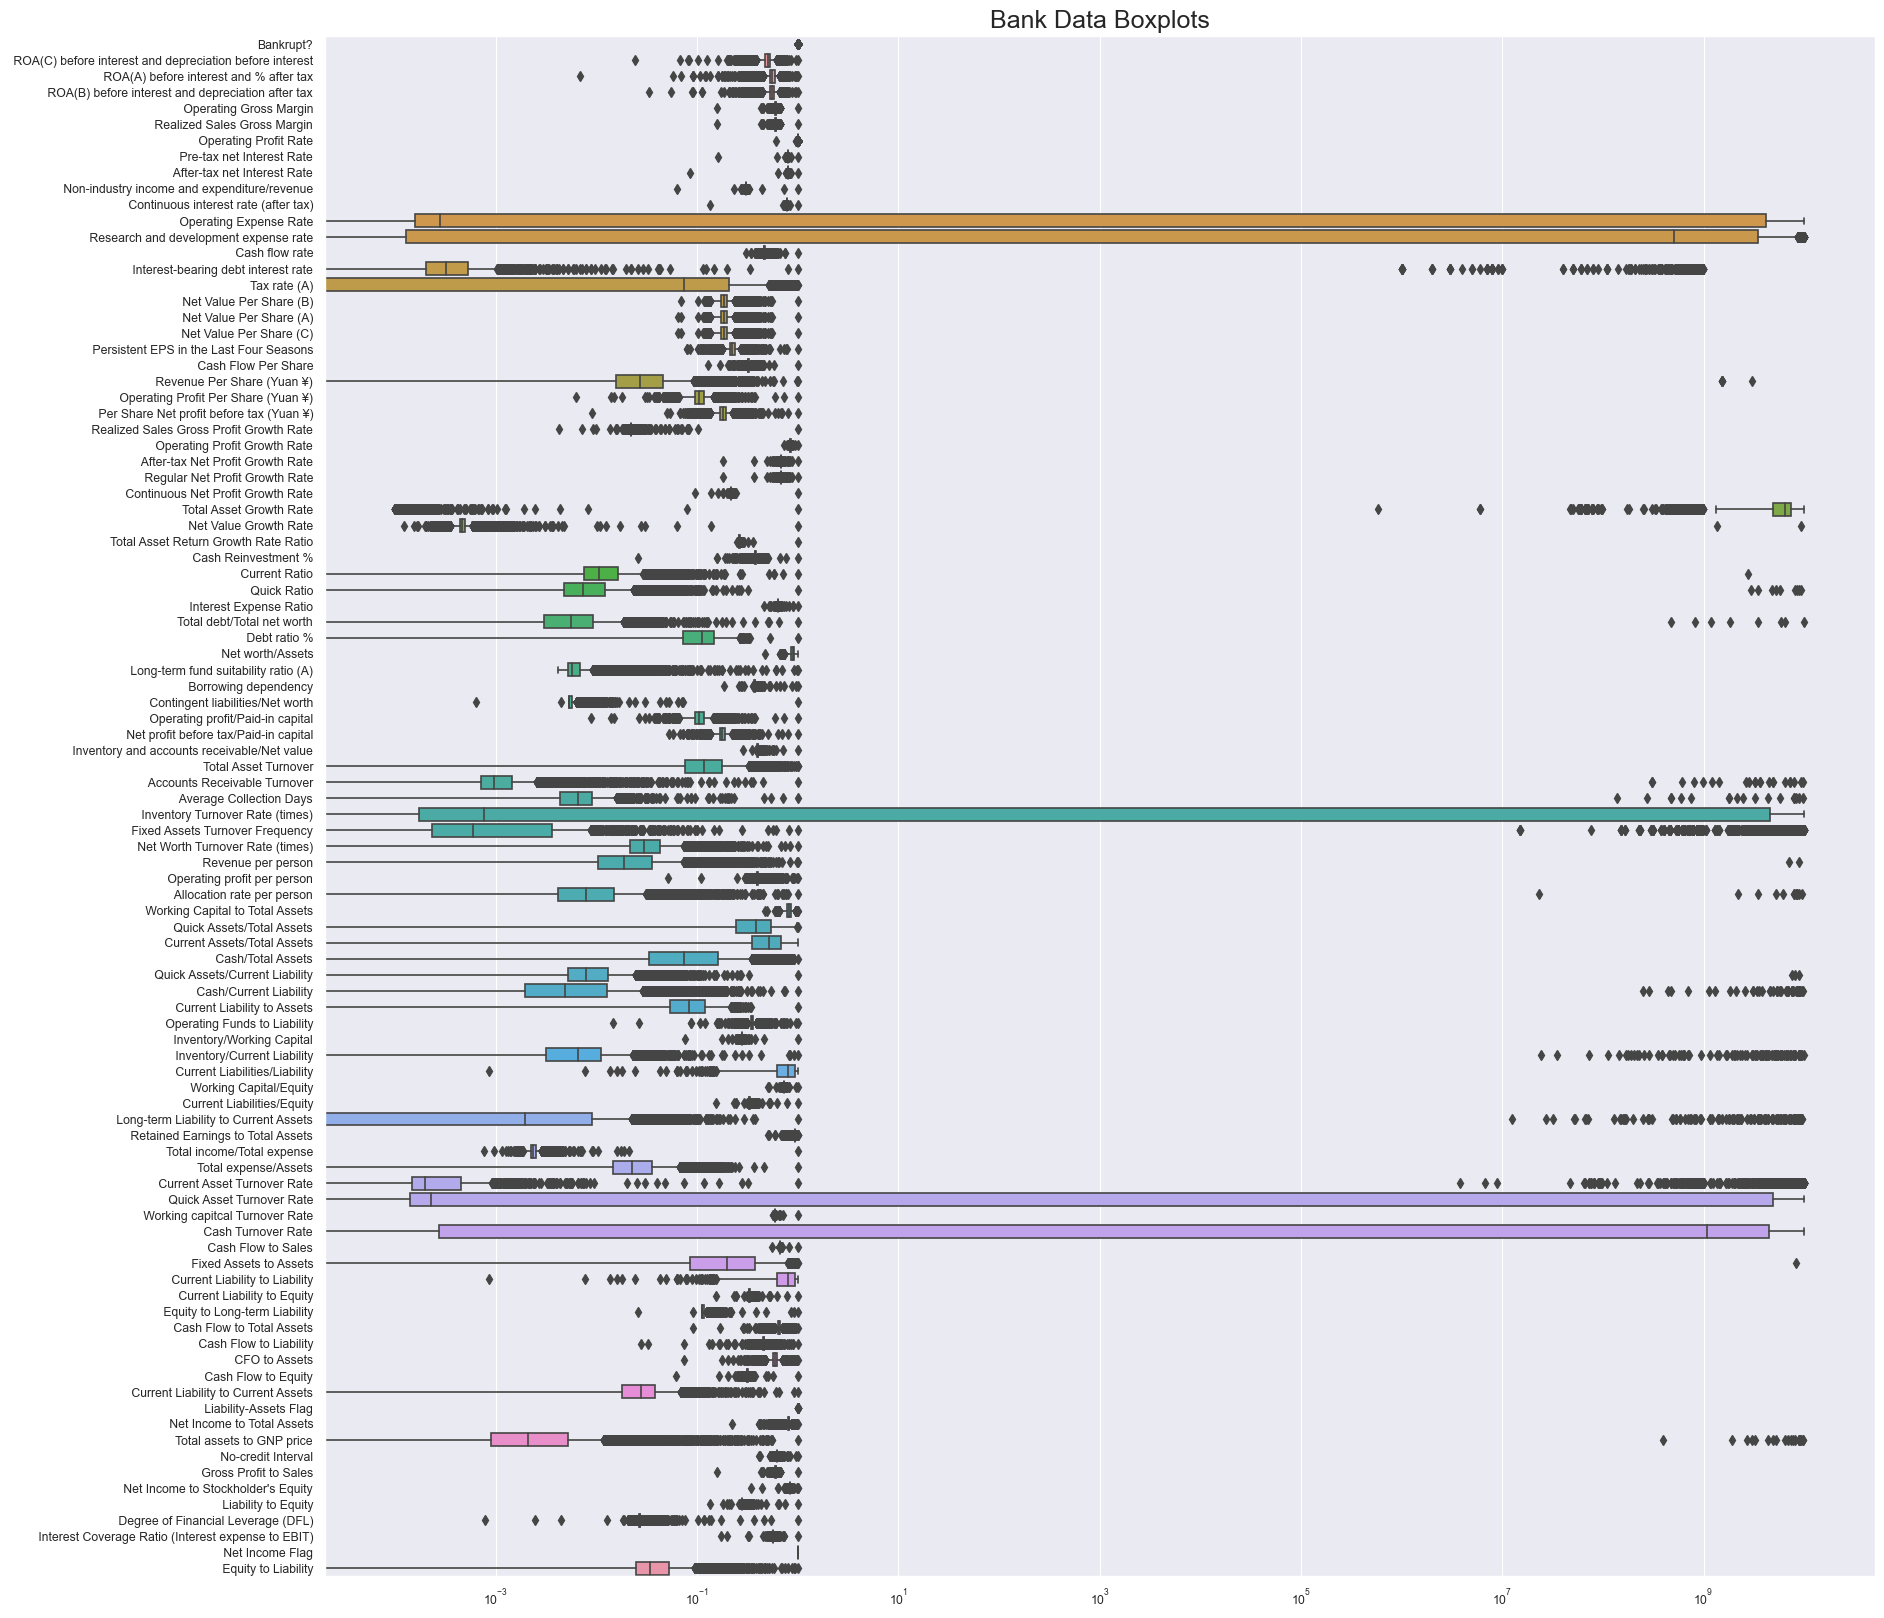 Bank Data Boxplots
Bankrupt?
ROA(C) before interest and depreciation before interest
ROA(A) before interest and % after tax
ROA(B) before interest and depreciation after tax
Operating Gross Margin
Realized Sales Gross Margin
Operating Profit Rate
Pre-tax net Interest Rate
After-tax net Interest Rate
Non-industry income and expenditure/revenue
Continuous interest rate (after tax)
Operating Expense Rate
Research and development expense rate
Cash flow rate
Interest-bearing debt interest rate
Tax rate (A)
Net Value Per Share (B)
Net Value Per Share (A)
Net Value Per Share (C)
Persistent EPS in the Last Four Seasons
Cash Flow Per Share
Revenue Per Share (Yuan ¥)
Operating Profit Per Share (Yuan ¥)
Per Share Net profit before tax (Yuan ¥)
Realized Sales Gross Profit Growth Rate
Operating Profit Growth Rate
After-tax Net Profit Growth Rate
Regular Net Profit Growth Rate
Continuous Net Profit Growth Rate
Total Asset Growth Rate
Net Value Growth Rate
Total Asset Return Growth Rate Ratio
Cash Reinvestment %
Current Ratio
Quick Ratio
Interest Expense Ratio
Total debt/Total net worth
Debt ratio %
Net worth/Assets
Long-term fund suitability ratio (A)
Borrowing dependency
Contingent liabilities/Net worth
Operating profit/Paid-in capital
Net profit before tax/Paid-in capital
Inventory and accounts receivable/Net value
Total Asset Turnover
Accounts Receivable Turnover
Average Collection Days
Inventory Turnover Rate (times)
Fixed Assets Turnover Frequency
Net Worth Turnover Rate (times)
Revenue per person
Operating profit per person
Allocation rate per person
Working Capital to Total Assets
Quick Assets/Total Assets
Current Assets/Total Assets
Cash/Total Assets
Quick Assets/Current Liability
Cash/Current Liability
Current Liability to Assets
Operating Funds to Liability
Inventory/Working Capital
Inventory/Current Liability
Current Liabilities/Liability
Working Capital/Equity
Current Liabilities/Equity
Long-term Liability to Current Assets
Retained Earnings to Total Assets
Total income/Total expense
Total expense/Assets
Current Asset Turnover Rate
Quick Asset Turnover Rate
Working capitcal Turnover Rate
Cash Turnover Rate
Cash Flow to Sales
Fixed Assets to Assets
Current Liability to Liability
Current Liability to Equity
Equity to Long-term Liability
Cash Flow to Total Assets
Cash Flow to Liability
CFO to Assets
Cash Flow to Equity
Current Liability to Current Assets
Liability-Assets Flag
Net Income to Total Assets
Total assets to GNP price
No-credit Interval
Gross Profit to Sales
Net Income to Stockholder's Equity
Liability to Equity
Degree of Financial Leverage (DFL)
Interest Coverage Ratio (Interest expense to EBIT)
Net Income Flag
Equity to Liability
10⁻³ 10⁻¹ 10¹ 10³ 10⁵ 10⁷ 10⁹